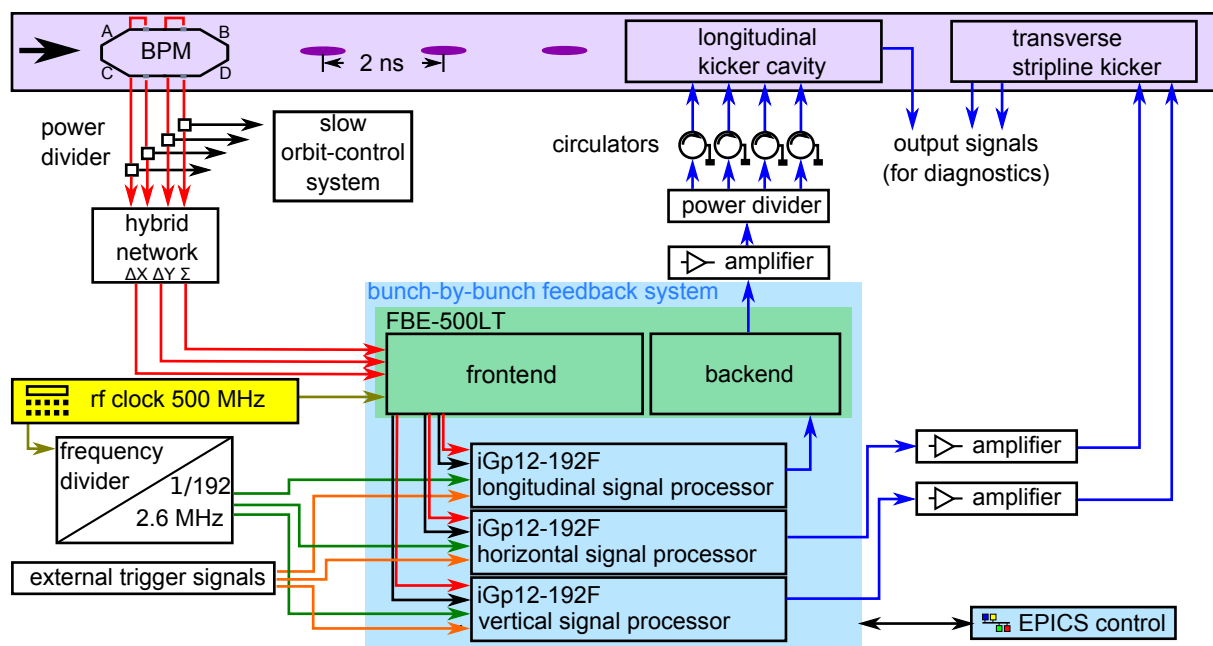 A
B
BPM
C
D
2 ns
longitudinal
kicker cavity
transverse
stripline kicker
power
divider
slow
orbit-control
system
circulators
output signals
(for diagnostics)
hybrid
network
ΔX ΔY Σ
power divider
amplifier
bunch-by-bunch feedback system
FBE-500LT
frontend
backend
rf clock 500 MHz
frequency
divider
1/192
2.6 MHz
external trigger signals
iGp12-192F
longitudinal signal processor
iGp12-192F
horizontal signal processor
iGp12-192F
vertical signal processor
amplifier
amplifier
EPICS control